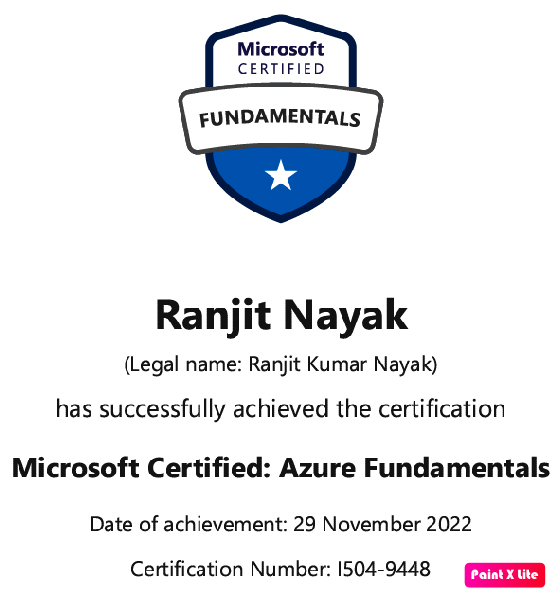 Microsoft
CERTIFIED
FUNDAMENTALS
Ranjit Nayak
(Legal name: Ranjit Kumar Nayak)
has successfully achieved the certification
Microsoft Certified: Azure Fundamentals
Date of achievement: 29 November 2022
Certification Number: I504-9448
Paint X Lite